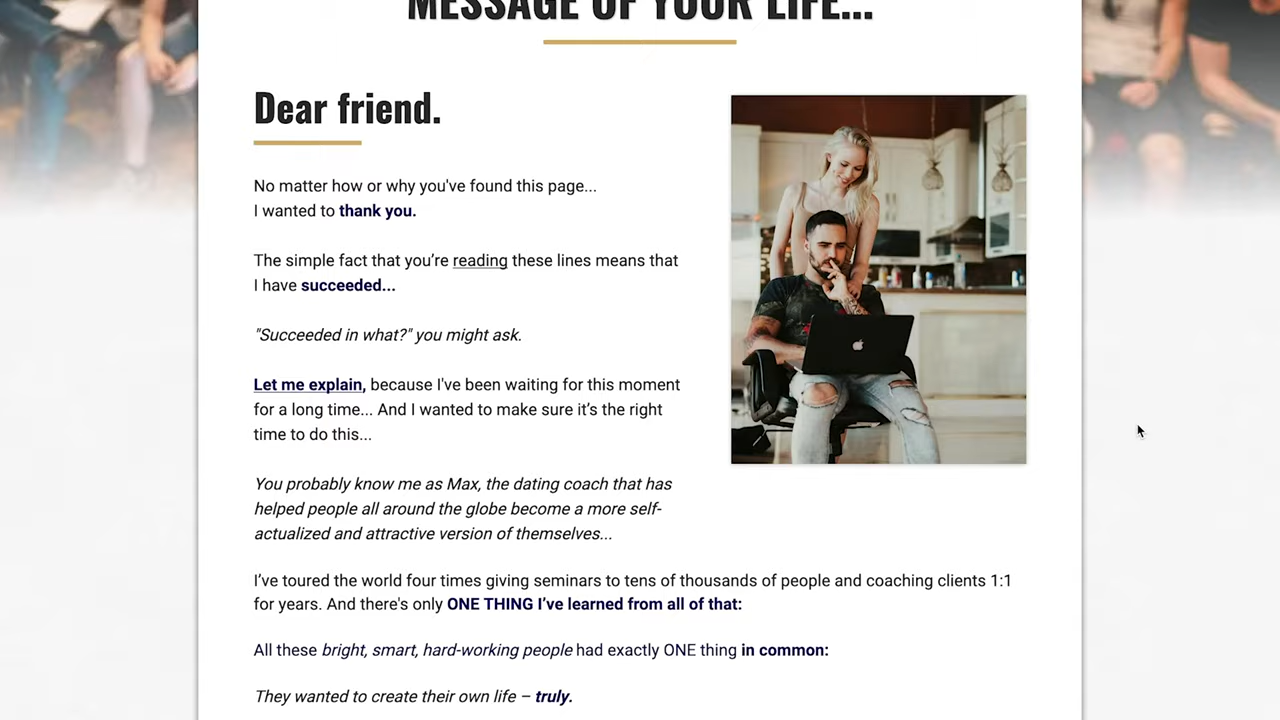 MESSAGE OF YOUR LIFE...
Dear friend.
No matter how or why you've found this page...
I wanted to thank you.
The simple fact that you’re reading these lines means that
I have succeeded...
"Succeeded in what?" you might ask.
Let me explain, because I've been waiting for this moment
for a long time... And I wanted to make sure it’s the right
time to do this...
You probably know me as Max, the dating coach that has
helped people all around the globe become a more self-
actualized and attractive version of themselves...
I’ve toured the world four times giving seminars to tens of thousands of people and coaching clients 1:1
for years. And there's only ONE THING I’ve learned from all of that:
All these bright, smart, hard-working people had exactly ONE thing in common:
They wanted to create their own life – truly.